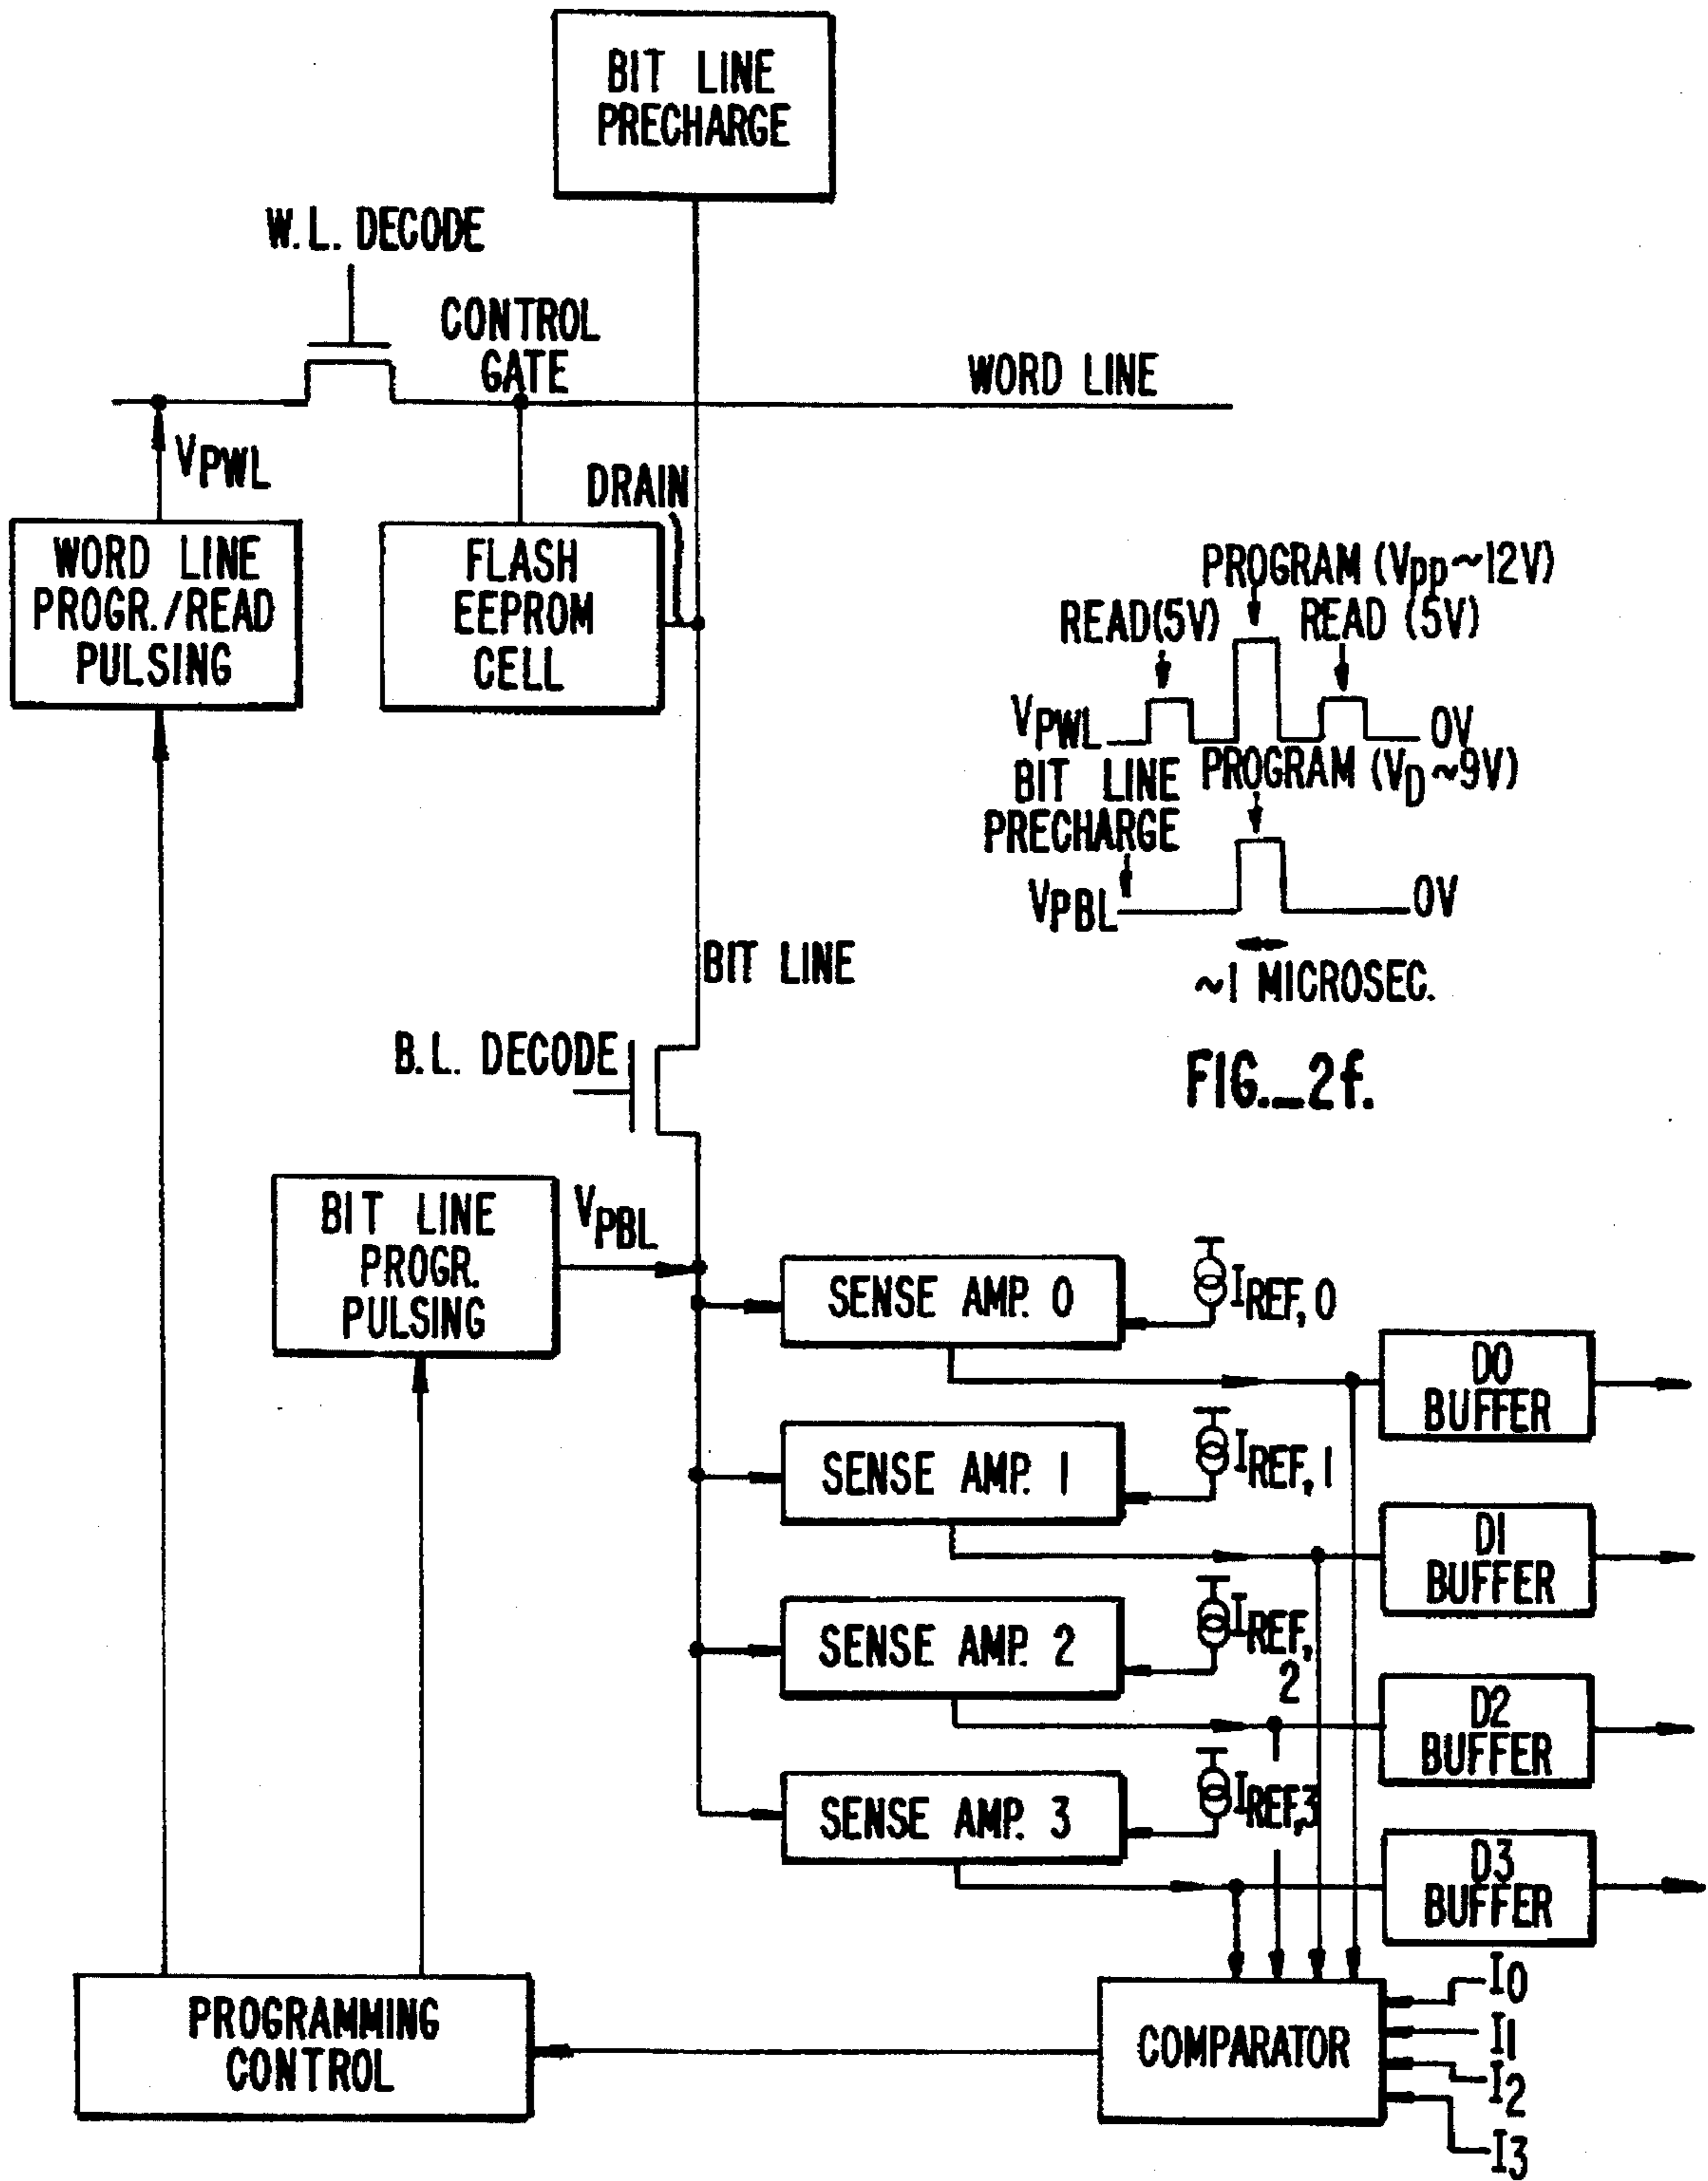 BIT LINE
PRECHARGE
W.L. DECODE
CONTROL
GATE
WORD LINE
VPWL
DRAIN
WORD LINE
PROGR./READ
PULSING
FLASH
EEPROM
CELL
PROGRAM (Vpp~12V)
READ(5V)
READ (5V)
VPWL
0V
BIT LINE
PRECHARGE
PROGRAM (VD~9V)
VPBL
0V
~1 MICROSEC.
BIT LINE
B.L. DECODE
FIG._2f.
BIT LINE
PROGR.
PULSING
VPBL
SENSE AMP. 0
IREF, 0
D0
BUFFER
SENSE AMP. 1
IREF, 1
D1
BUFFER
SENSE AMP. 2
IREF,
2
D2
BUFFER
SENSE AMP. 3
IREF,3
D3
BUFFER
PROGRAMMING
CONTROL
COMPARATOR
I0
I1
I2
I3